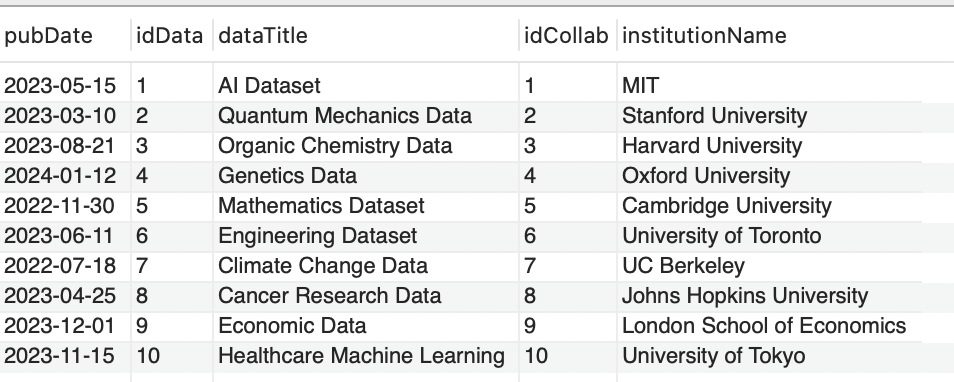 pubDate idData dataTitle idCollab institutionName
2023-05-15 1 AI Dataset 1 MIT
2023-03-10 2 Quantum Mechanics Data 2 Stanford University
2023-08-21 3 Organic Chemistry Data 3 Harvard University
2024-01-12 4 Genetics Data 4 Oxford University
2022-11-30 5 Mathematics Dataset 5 Cambridge University
2023-06-11 6 Engineering Dataset 6 University of Toronto
2022-07-18 7 Climate Change Data 7 UC Berkeley
2023-04-25 8 Cancer Research Data 8 Johns Hopkins University
2023-12-01 9 Economic Data 9 London School of Economics
2023-11-15 10 Healthcare Machine Learning 10 University of Tokyo